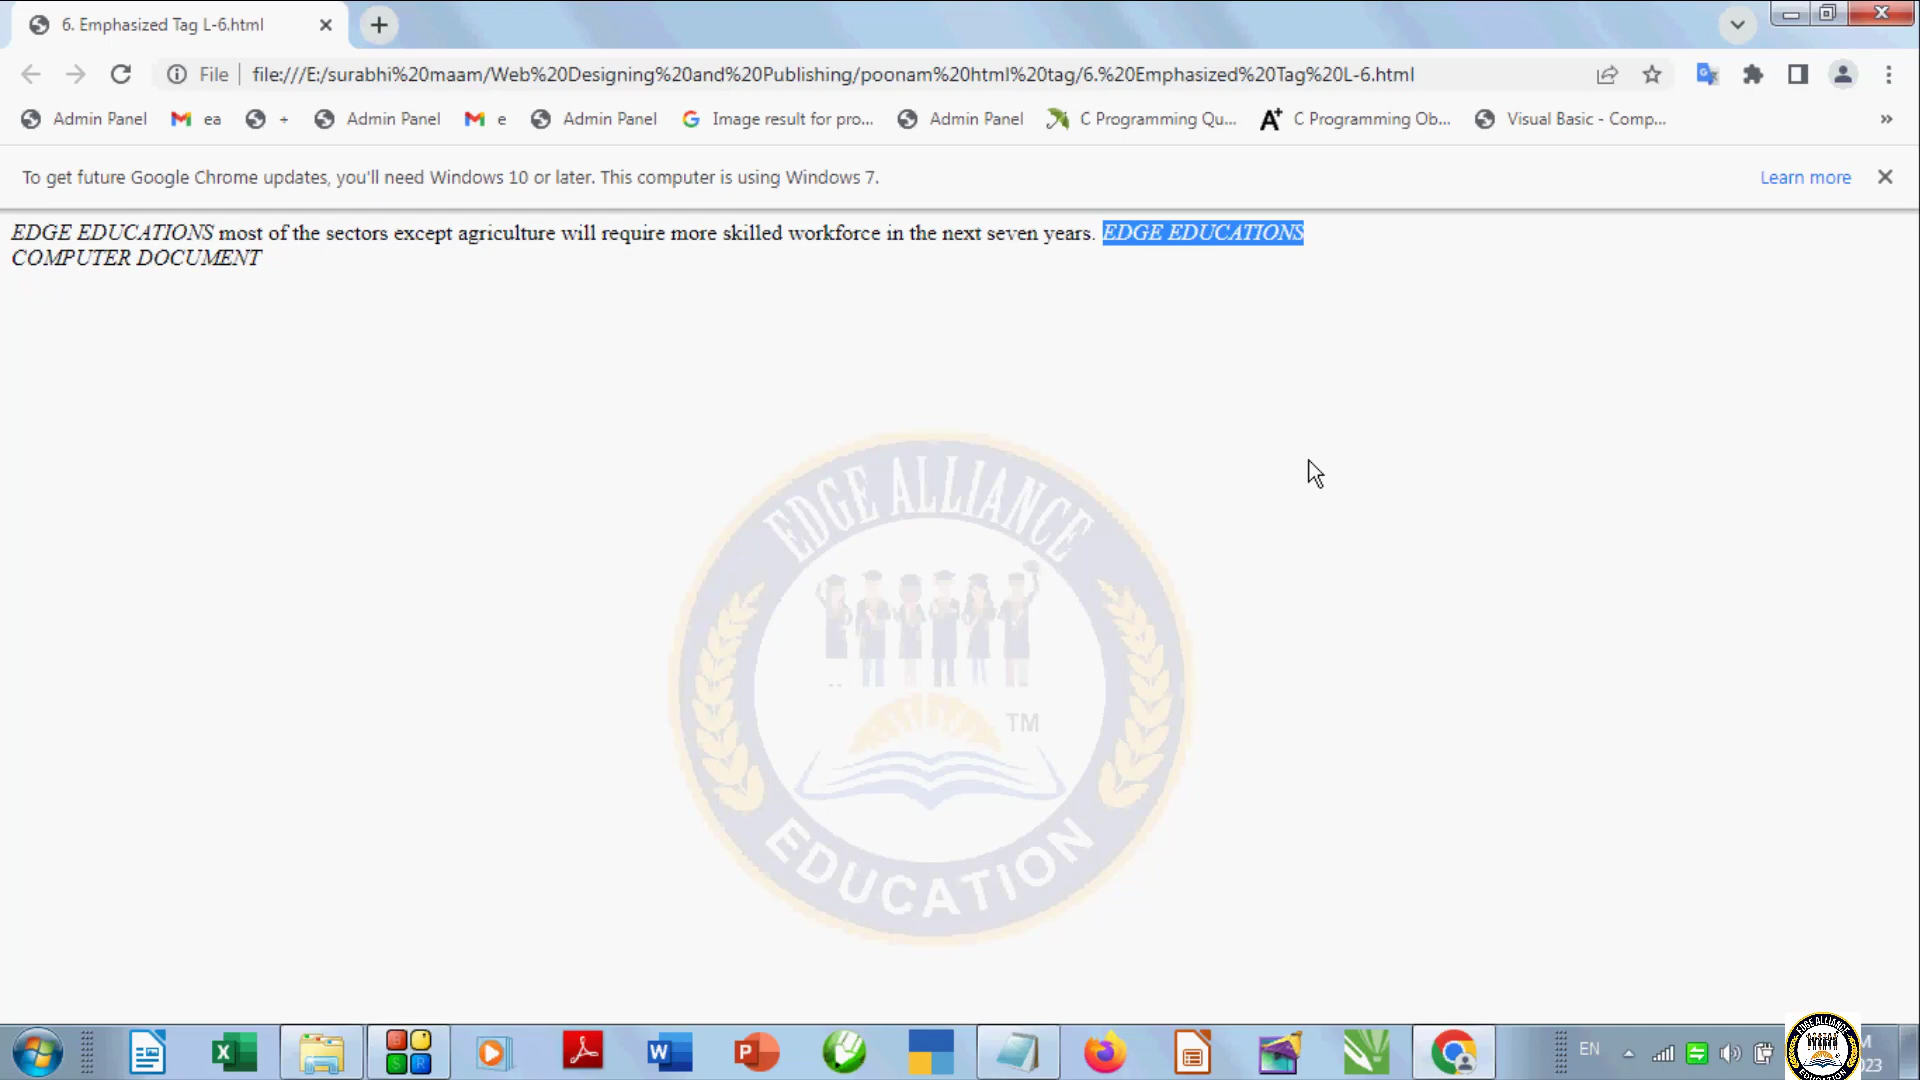 6. Emphasized Tag L-6.html
File
file:///E:/surabhi%20maam/Web%20Designing%20and%20Publishing/poonam%20html%20tag/6.%20Emphasized%20Tag%20L-6.html
Admin Panel ea + Admin Panel e Admin Panel Image result for pro... Admin Panel C Programming Qu... A+ C Programming Ob... Visual Basic - Comp... »
To get future Google Chrome updates, you'll need Windows 10 or later. This computer is using Windows 7. Learn more
EDGE EDUCATIONS most of the sectors except agriculture will require more skilled workforce in the next seven years. EDGE EDUCATIONS
COMPUTER DOCUMENT
EDGE ALLIANCE
TM
EDUCATION
EN